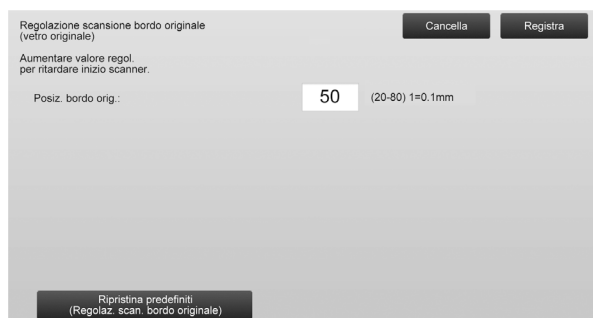 Regolazione scansione bordo originale
(vetro originale)
Cancella
Registra
Aumentare valore regol.
per ritardare inizio scanner.
Posiz. bordo orig.: 50 (20-80) 1=0.1mm
Ripristina predefiniti
(Regolaz. scan. bordo originale)